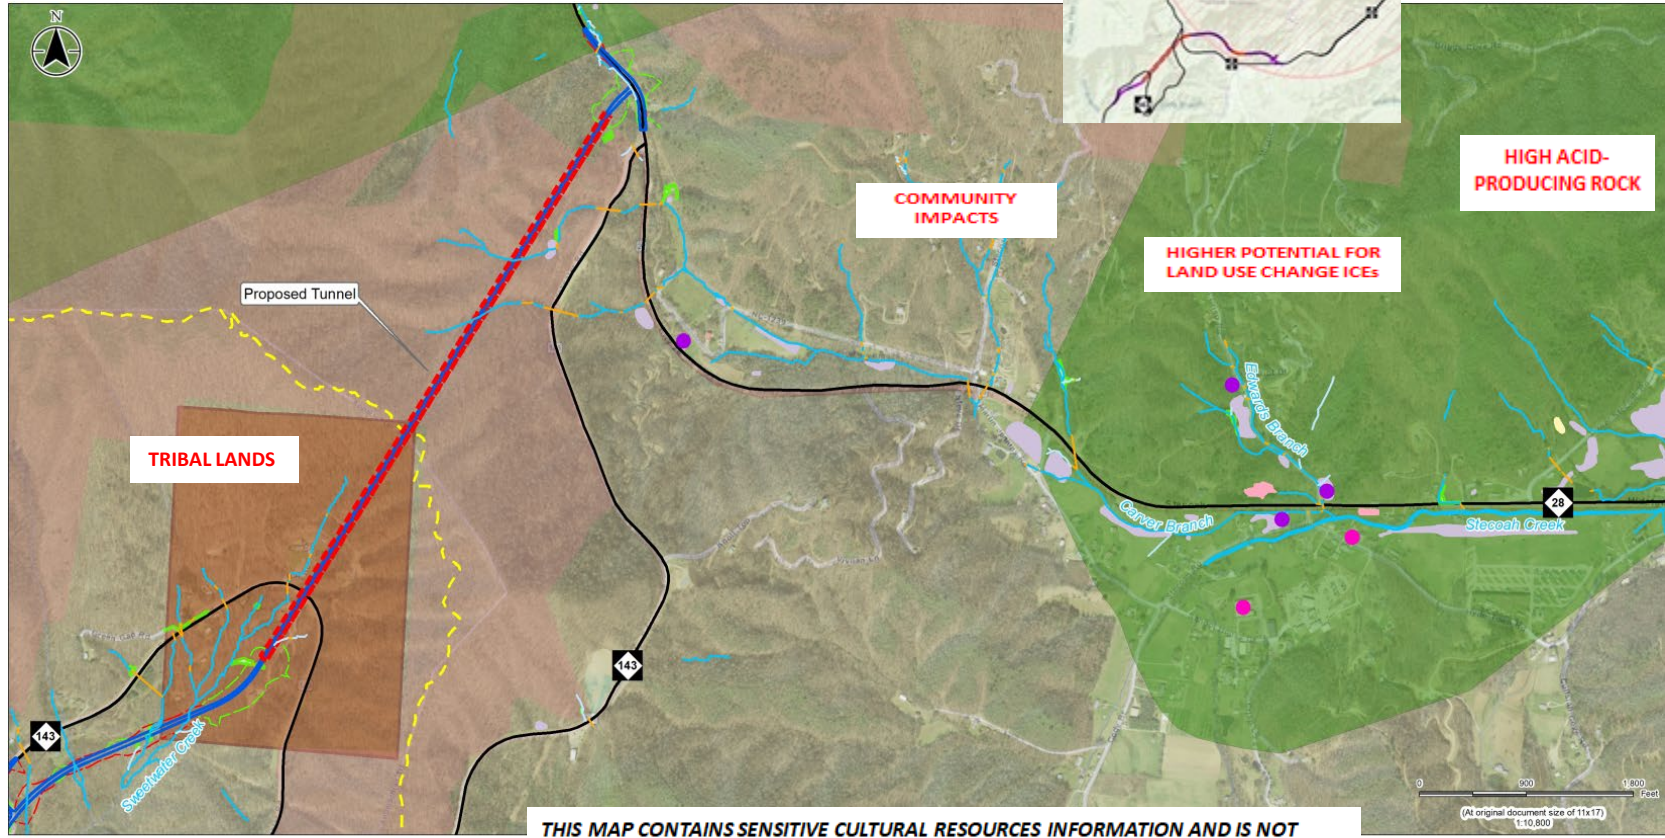 N
HIGH ACID-
PRODUCING ROCK
COMMUNITY
IMPACTS
HIGHER POTENTIAL FOR
LAND USE CHANGE ICEs
Proposed Tunnel
TRIBAL LANDS
Edwards Branch
28
Carver Branch
Stecoah Creek
143
143
Sweetwater Creek
0 900 1,800
Feet
(At original document size of 11x17)
1:10,800
THIS MAP CONTAINS SENSITIVE CULTURAL RESOURCES INFORMATION AND IS NOT